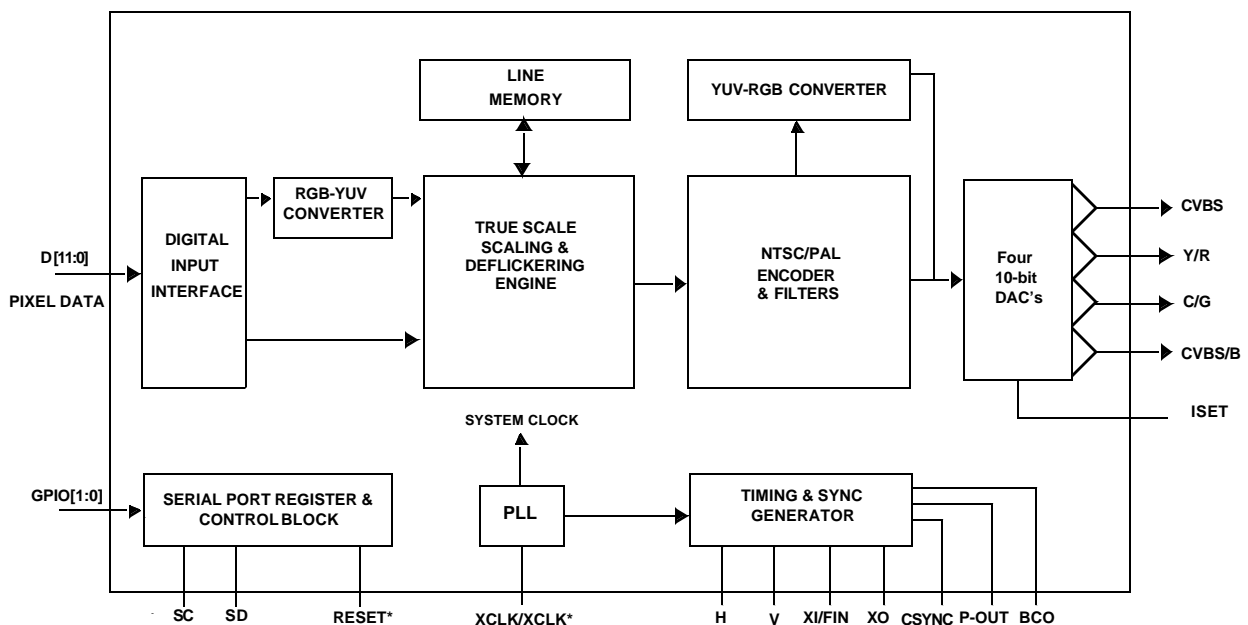 LINE
MEMORY
YUV-RGB CONVERTER
RGB-YUV
CONVERTER
TRUE SCALE
SCALING &
DEFLICKERING
ENGINE
DIGITAL
INPUT
INTERFACE
D[11:0]
PIXEL DATA
NTSC/PAL
ENCODER
& FILTERS
Four
10-bit
DAC's
CVBS
Y/R
C/G
CVBS/B
ISET
SYSTEM CLOCK
GPIO[1:0]
SERIAL PORT REGISTER &
CONTROL BLOCK
PLL
TIMING & SYNC
GENERATOR
SC
SD
RESET*
XCLK/XCLK*
H
V
XI/FIN
XO
CSYNC
P-OUT
BCO